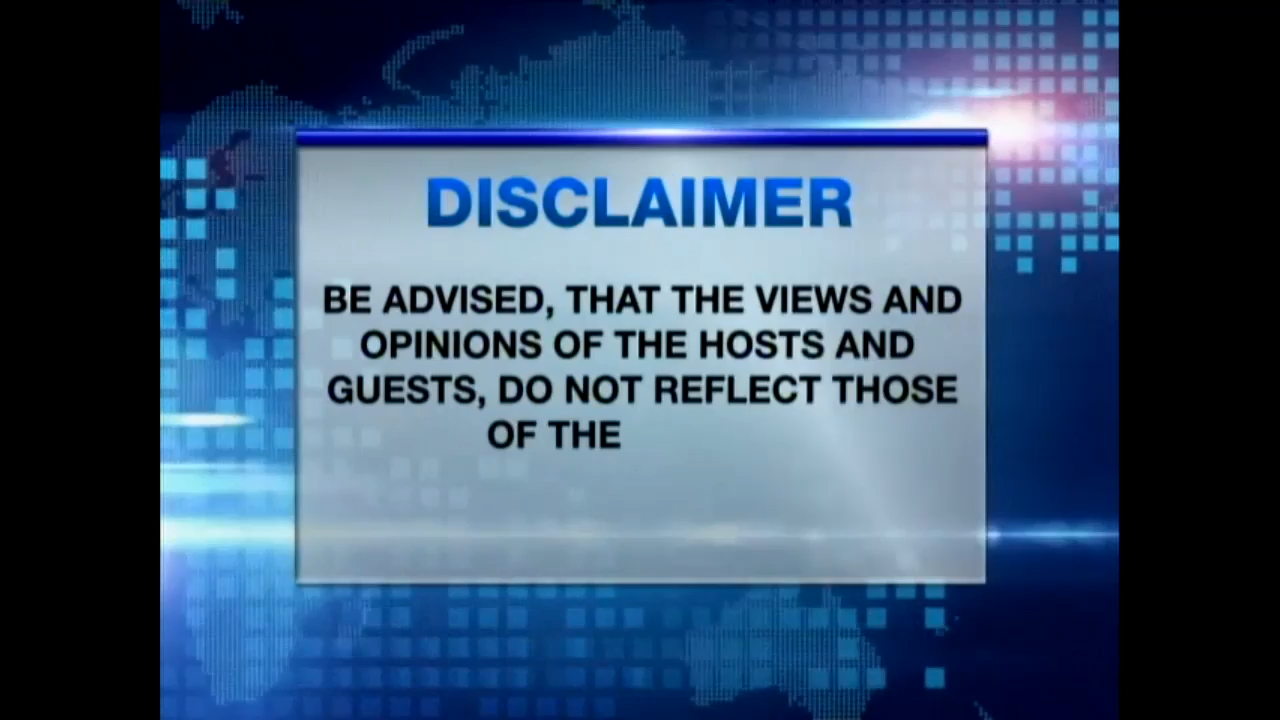 DISCLAIMER
BE ADVISED, THAT THE VIEWS AND
OPINIONS OF THE HOSTS AND
GUESTS, DO NOT REFLECT THOSE
OF THE